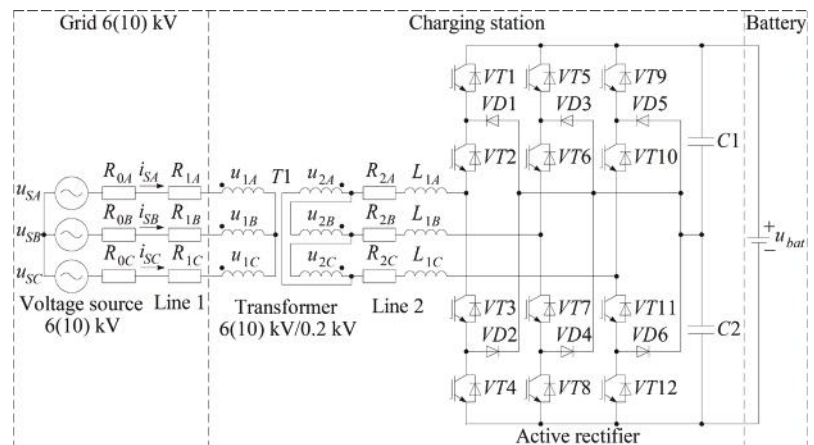 Grid 6(10) kV
Charging station
Battery
VT1
VT5
VT9
VD1
VD3
VD5
VT2
VT6
VT10
C1
R0A
iSA
R1A
u1A
T1
u2A
R2A
L1A
uSA
R0B
iSB
R1B
u1B
u2B
R2B
L1B
uSB
R0C
iSC
R1C
u1C
u2C
R2C
L1C
uSC
+
−
ubat
Voltage source
6(10) kV
Line 1
Transformer
6(10) kV/0.2 kV
Line 2
VT3
VT7
VT11
VD2
VD4
VD6
C2
VT4
VT8
VT12
Active rectifier